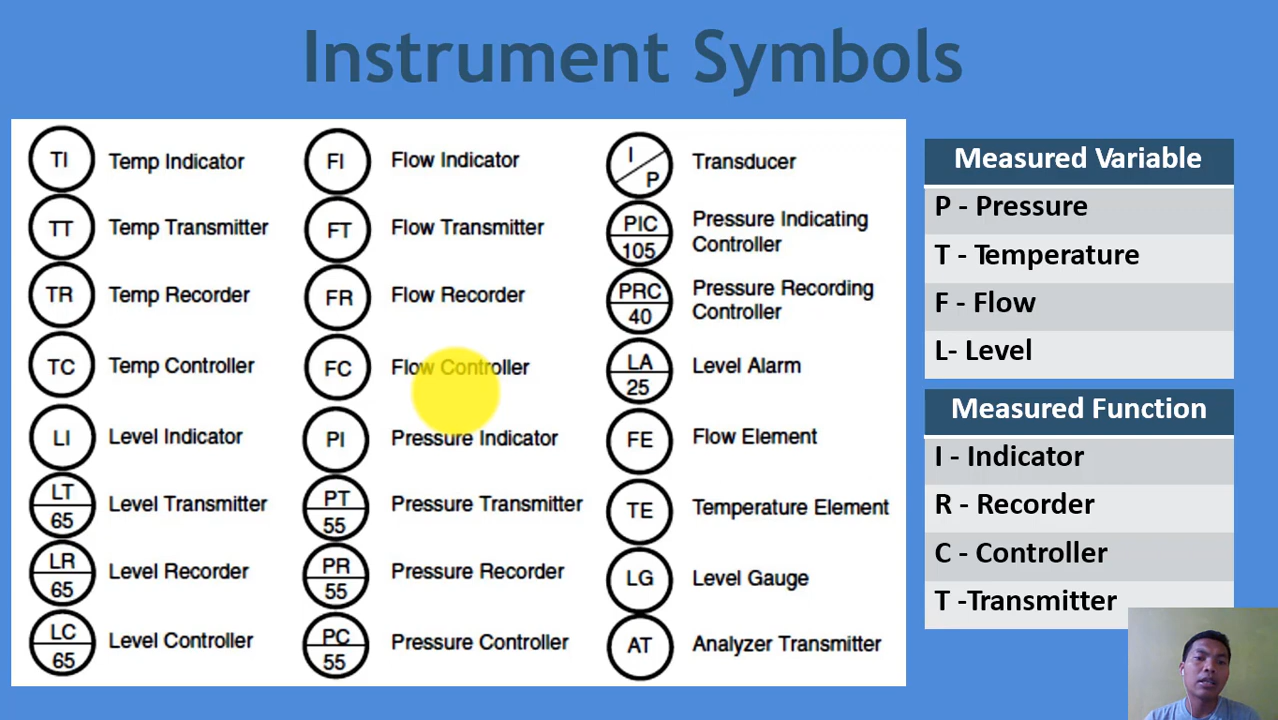 Instrument Symbols
TI Temp Indicator
TT Temp Transmitter
TR Temp Recorder
TC Temp Controller
LI Level Indicator
LT
65
Level Transmitter
LR
65
Level Recorder
LC
65
Level Controller
FI Flow Indicator
FT Flow Transmitter
FR Flow Recorder
FC Flow Controller
PI Pressure Indicator
PT
55
Pressure Transmitter
PR
55
Pressure Recorder
PC
55
Pressure Controller
I/P Transducer
PIC
105
Pressure Indicating
Controller
PRC
40
Pressure Recording
Controller
LA
25
Level Alarm
FE Flow Element
TE Temperature Element
LG Level Gauge
AT Analyzer Transmitter
Measured Variable
P - Pressure
T - Temperature
F - Flow
L- Level
Measured Function
I - Indicator
R - Recorder
C - Controller
T -Transmitter